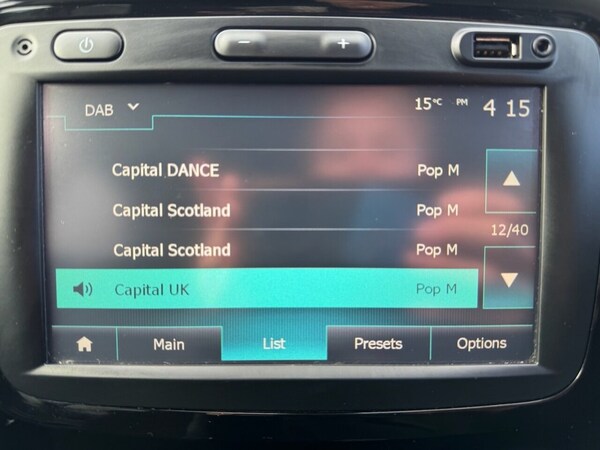 − +
DAB 15°C PM 4 15
Capital DANCE Pop M
Capital Scotland Pop M
12/40
Capital Scotland Pop M
Capital UK Pop M
Main List Presets Options